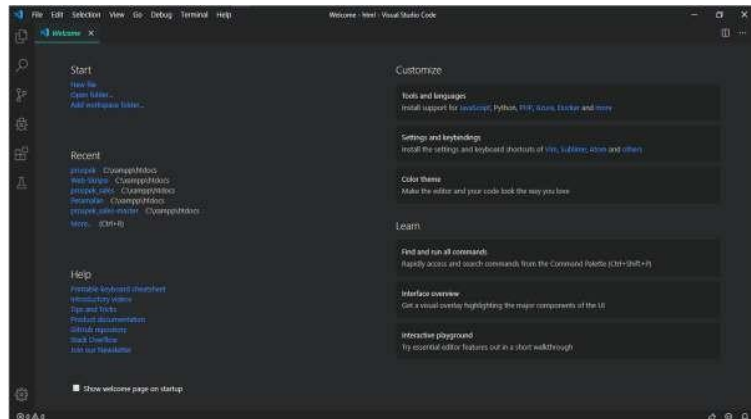 File Edit Selection View Go Debug Terminal Help
Welcome - html - Visual Studio Code
Welcome
Start
New file
Open folder...
Add workspace folder...
Recent
prospek C:\xampp\htdocs
Web C:\xampp\htdocs
prospek_sales C:\xampp\htdocs
Peramalan C:\xampp\htdocs
prospek_sales-master C:\xampp\htdocs
More... (Ctrl+R)
Help
Printable keyboard cheatsheet
Introductory videos
Tips and Tricks
Product documentation
GitHub repository
Stack Overflow
Join our Newsletter
Show welcome page on startup
Customize
Tools and languages
Install support for JavaScript, Python, PHP, Azure, Docker and more
Settings and keybindings
Install the settings and keyboard shortcuts of Vim, Sublime, Atom and others
Color theme
Make the editor and your code look the way you love
Learn
Find and run all commands
Rapidly access and search commands from the Command Palette (Ctrl+Shift+P)
Interface overview
Get a visual overlay highlighting the major components of the UI
Interactive playground
Try essential editor features out in a short walkthrough
0 0